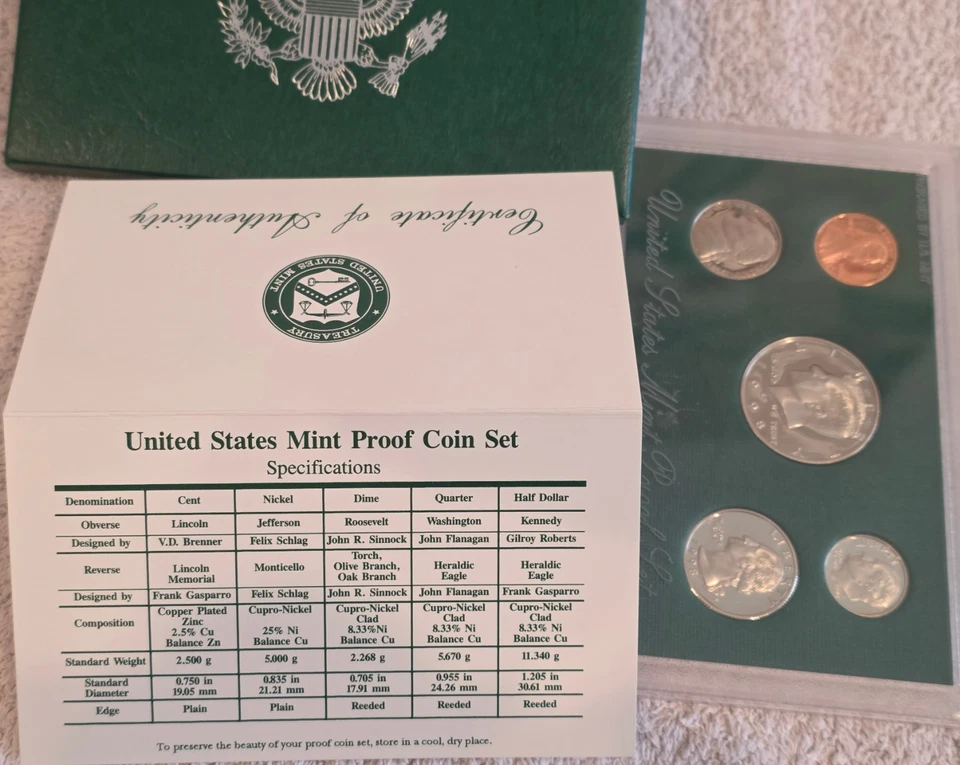 Certificate of Authenticity
UNITED STATES MINT
TREASURY
United States Mint Proof Coin Set
Specifications
Denomination Cent Nickel Dime Quarter Half Dollar
Obverse Lincoln Jefferson Roosevelt Washington Kennedy
Designed by V.D. Brenner Felix Schlag John R. Sinnock John Flanagan Gilroy Roberts
Reverse Lincoln Memorial Monticello Torch, Olive Branch, Oak Branch Heraldic Eagle Heraldic Eagle
Designed by Frank Gasparro Felix Schlag John R. Sinnock John Flanagan Frank Gasparro
Composition Copper Plated Zinc 2.5% Cu Balance Zn Cupro-Nickel 25% Ni Balance Cu Cupro-Nickel Clad 8.33%Ni Balance Cu Cupro-Nickel Clad 8.33% Ni Balance Cu Cupro-Nickel Clad 8.33% Ni Balance Cu
Standard Weight 2.500 g 5.000 g 2.268 g 5.670 g 11.340 g
Standard Diameter 0.750 in 19.05 mm 0.835 in 21.21 mm 0.705 in 17.91 mm 0.955 in 24.26 mm 1.205 in 30.61 mm
Edge Plain Plain Reeded Reeded Reeded
To preserve the beauty of your proof coin set, store in a cool, dry place.
United States Mint Proof Set